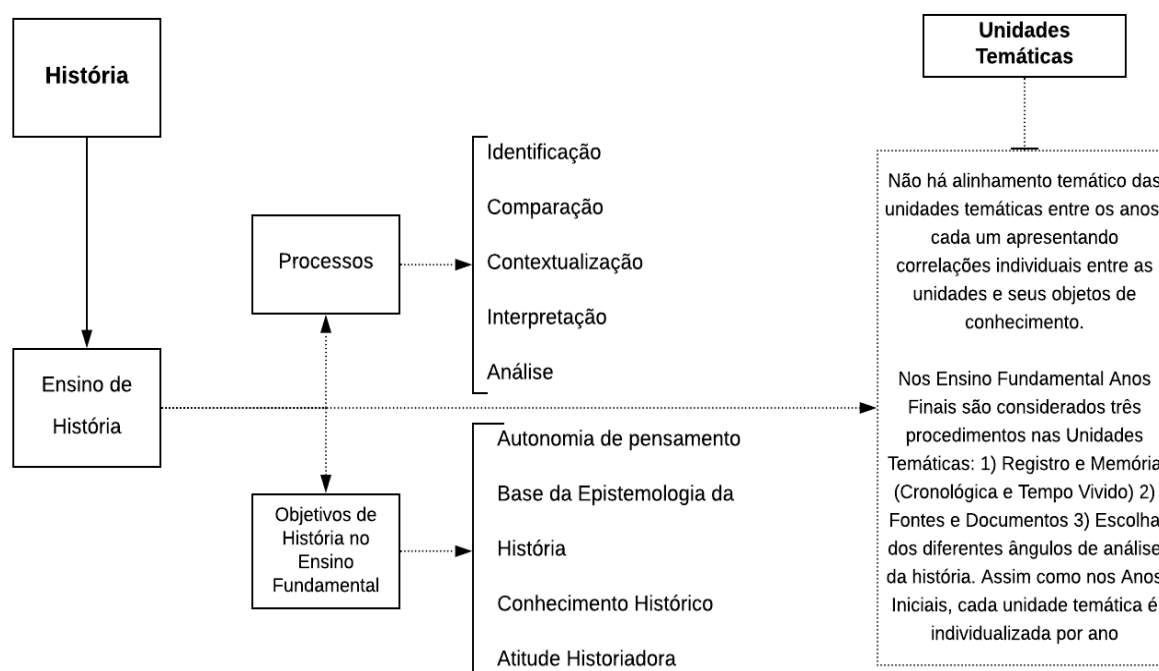 História
Ensino de
História
Processos
Identificação
Comparação
Contextualização
Interpretação
Análise
Objetivos de
História no
Ensino
Fundamental
Autonomia de pensamento
Base da Epistemologia da
História
Conhecimento Histórico
Atitude Historiadora
Unidades
Temáticas
Não há alinhamento temático das
unidades temáticas entre os anos
cada um apresentando
correlações individuais entre as
unidades e seus objetos de
conhecimento.
Nos Ensino Fundamental Anos
Finais são considerados três
procedimentos nas Unidades
Temáticas: 1) Registro e Memória
(Cronológica e Tempo Vivido) 2)
Fontes e Documentos 3) Escolha
dos diferentes ângulos de análise
da história. Assim como nos Anos
Iniciais, cada unidade temática é
individualizada por ano